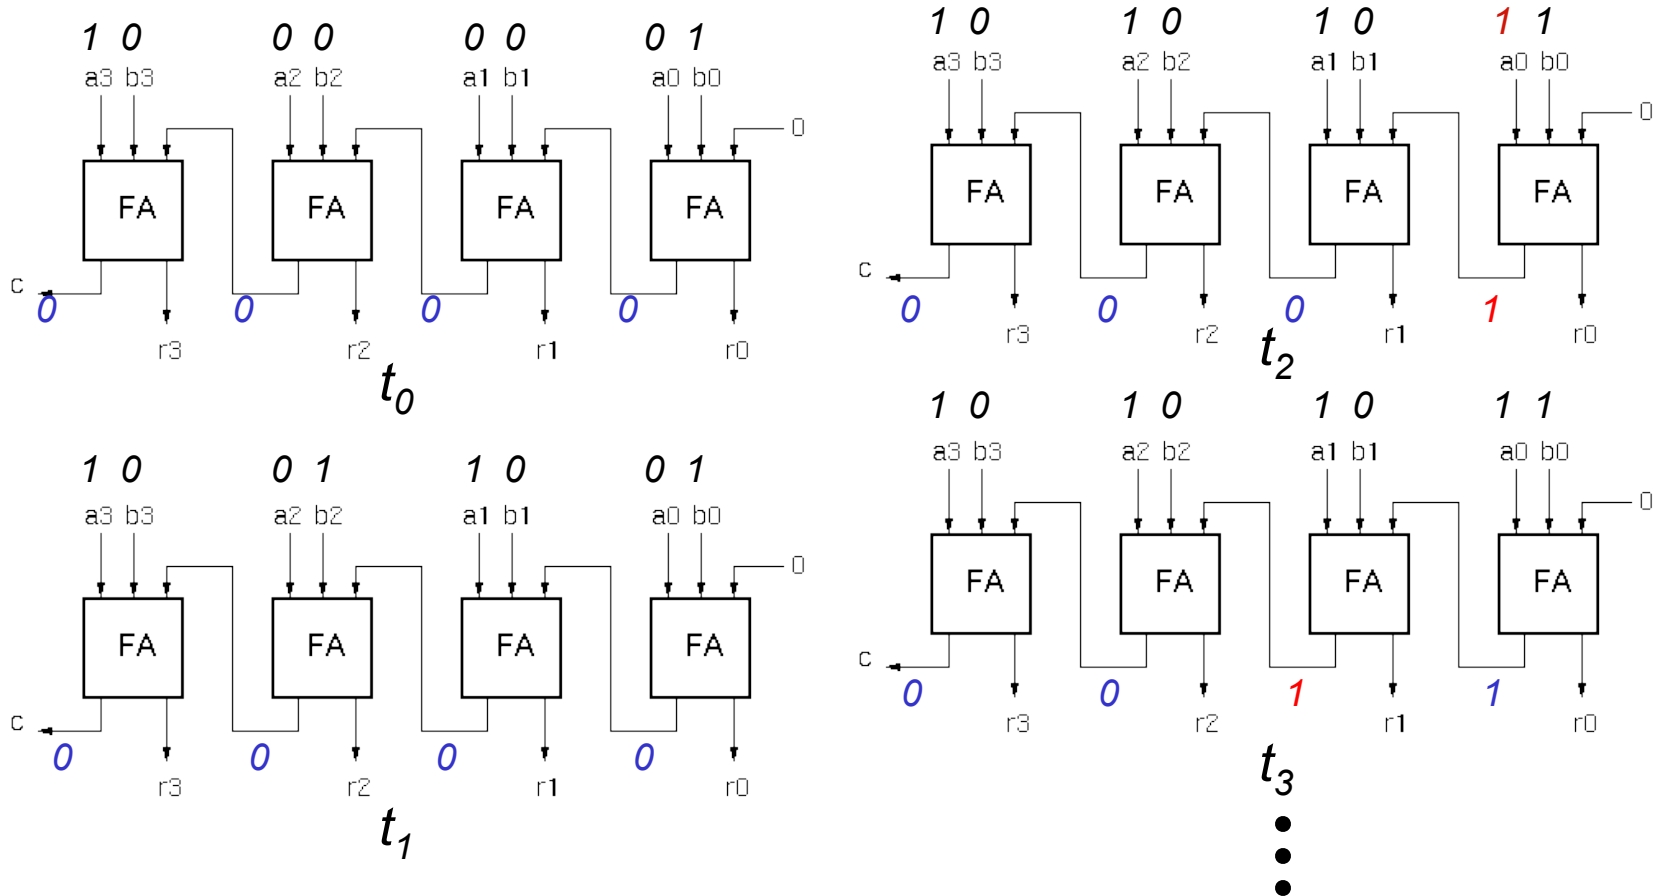 1 0 0 0 0 0 0 1
a3 b3 a2 b2 a1 b1 a0 b0
0
FA FA FA FA
c
0 0 0 0
r3 r2 r1 r0
t0
1 0 0 1 1 0 0 1
a3 b3 a2 b2 a1 b1 a0 b0
0
FA FA FA FA
c
0 0 0 0
r3 r2 r1 r0
t1
1 0 1 0 1 0 1 1
a3 b3 a2 b2 a1 b1 a0 b0
0
FA FA FA FA
c
0 0 0 1
r3 r2 r1 r0
t2
1 0 1 0 1 0 1 1
a3 b3 a2 b2 a1 b1 a0 b0
0
FA FA FA FA
c
0 0 1 1
r3 r2 r1 r0
t3